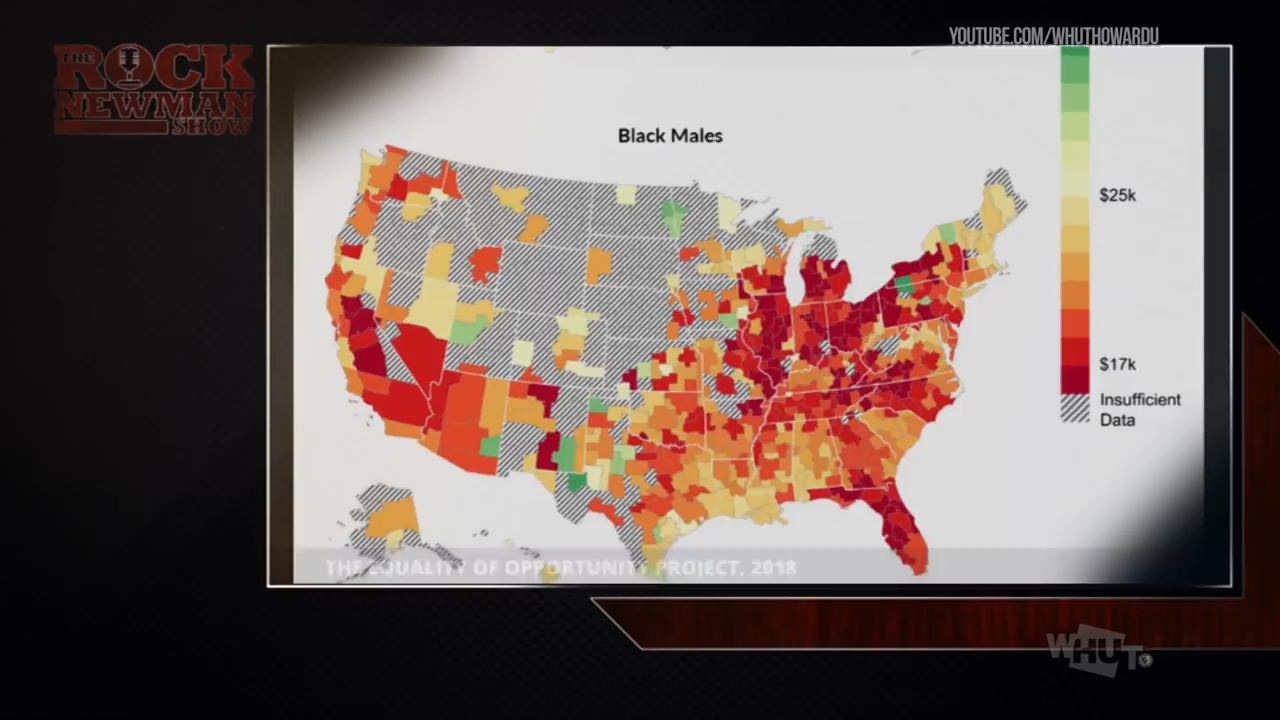 YOUTUBE.COM/WHUTHOWARDU
THE
ROCK
NEWMAN
SHOW
Black Males
$25k
$17k
Insufficient
Data
THE EQUALITY OF OPPORTUNITY PROJECT, 2018
WHUT